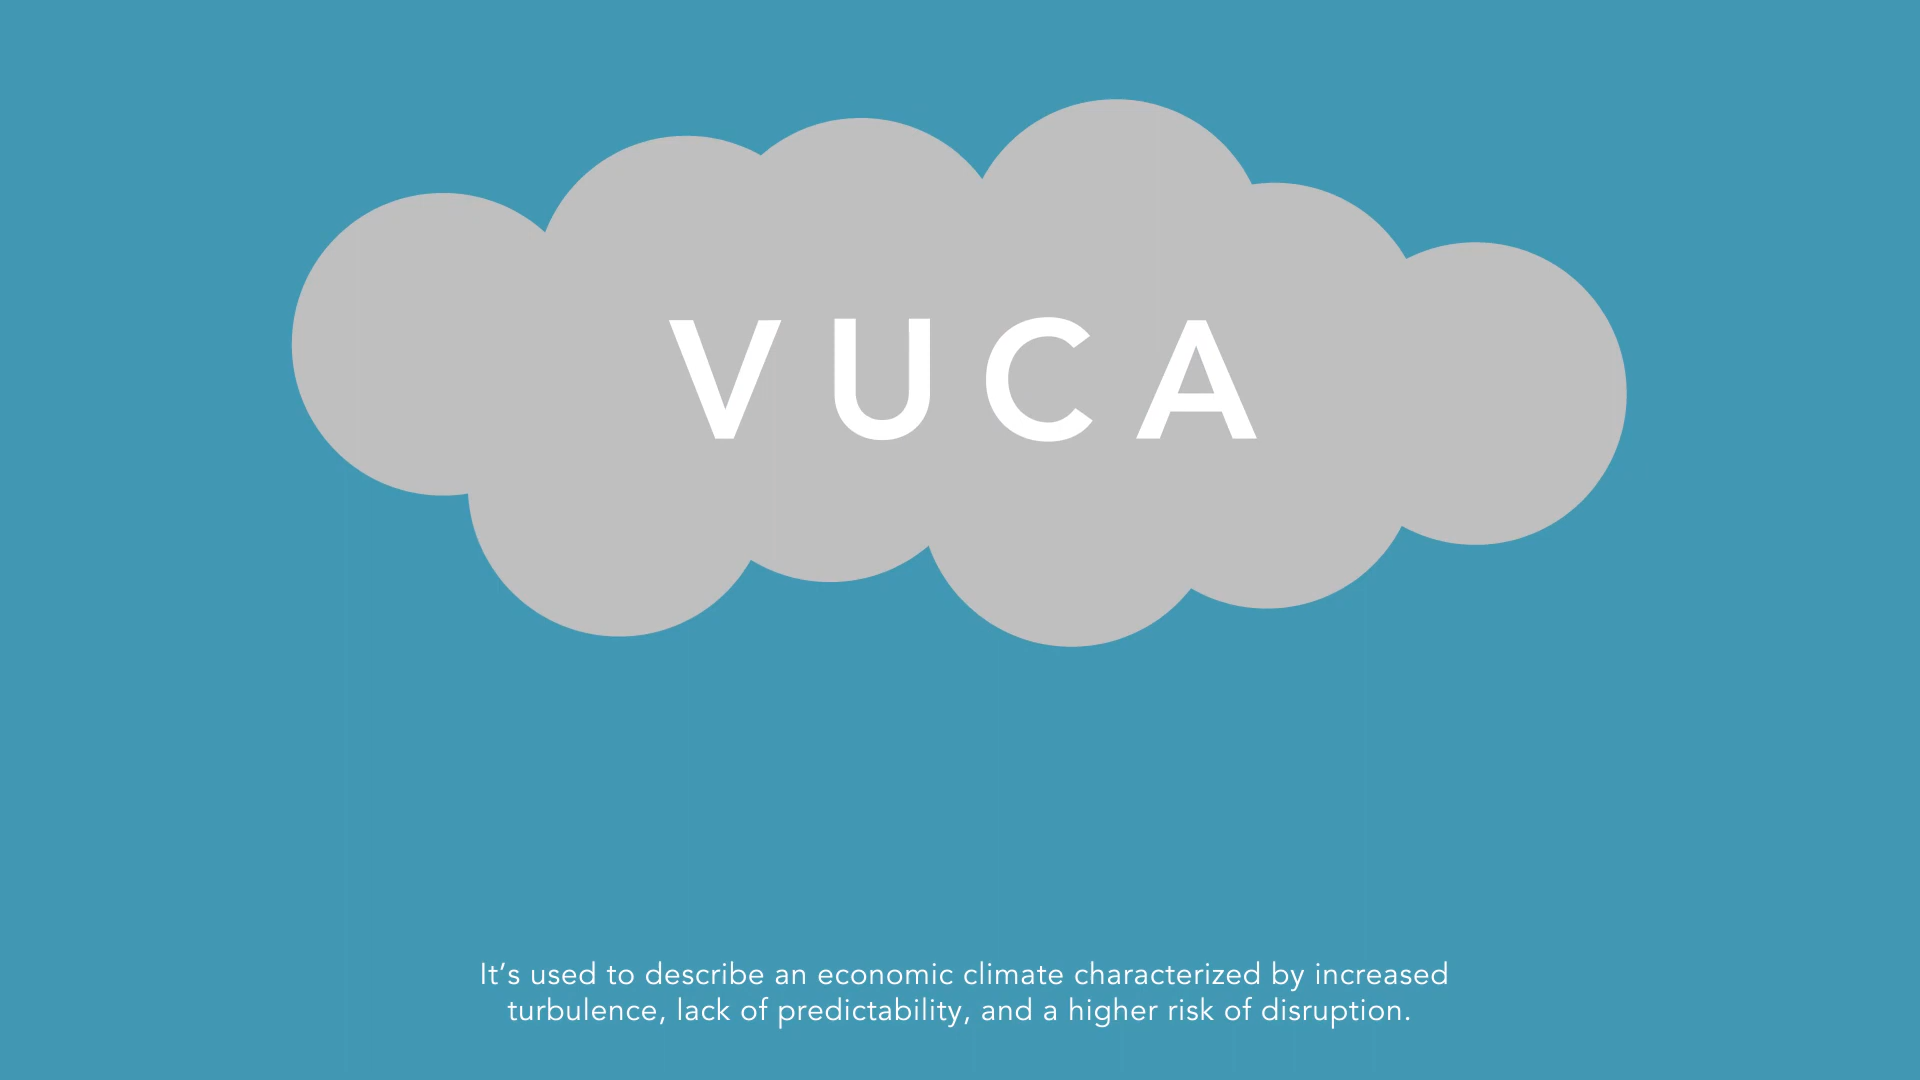 VUCA
It’s used to describe an economic climate characterized by increased
turbulence, lack of predictability, and a higher risk of disruption.